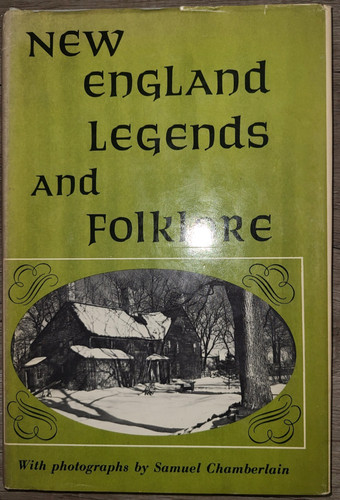 New
England
Legends
and
Folklore
With photographs by Samuel Chamberlain